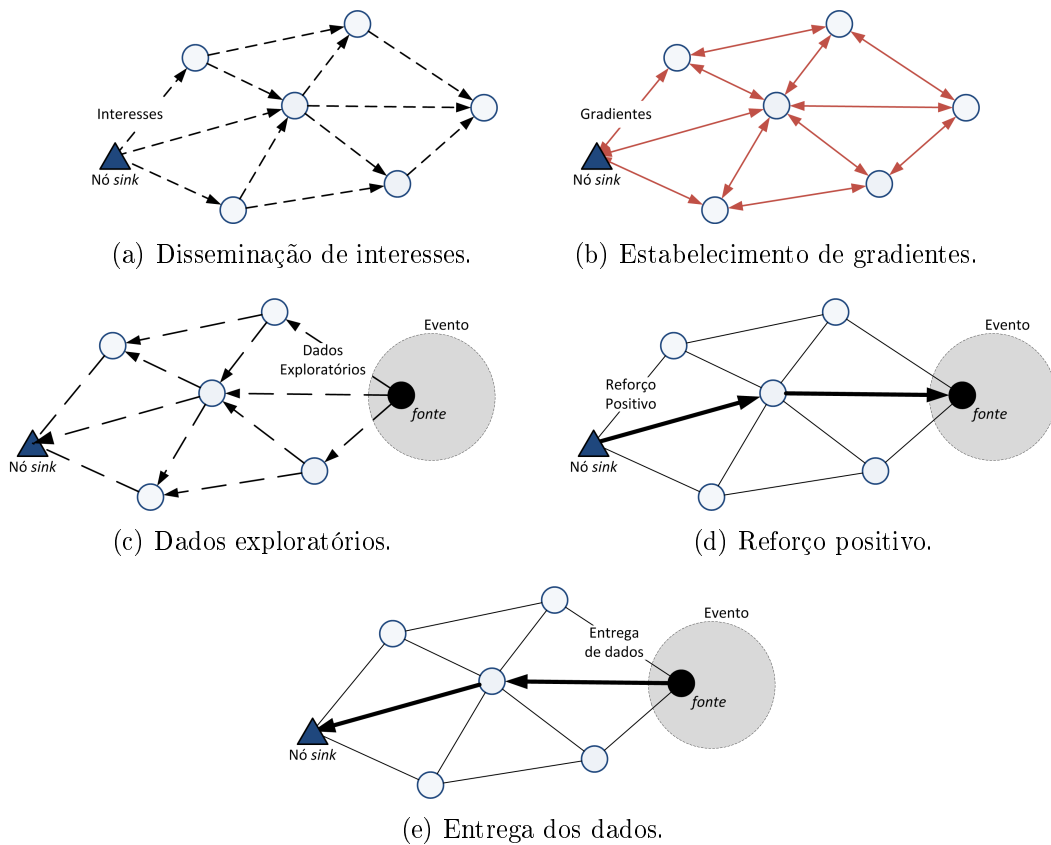 Interesses
Nó sink
(a) Disseminação de interesses.
Gradientes
Nó sink
(b) Estabelecimento de gradientes.
Evento
Dados
Exploratórios
fonte
Nó sink
(c) Dados exploratórios.
Evento
Reforço
Positivo
fonte
Nó sink
(d) Reforço positivo.
Evento
Entrega
de dados
fonte
Nó sink
(e) Entrega dos dados.